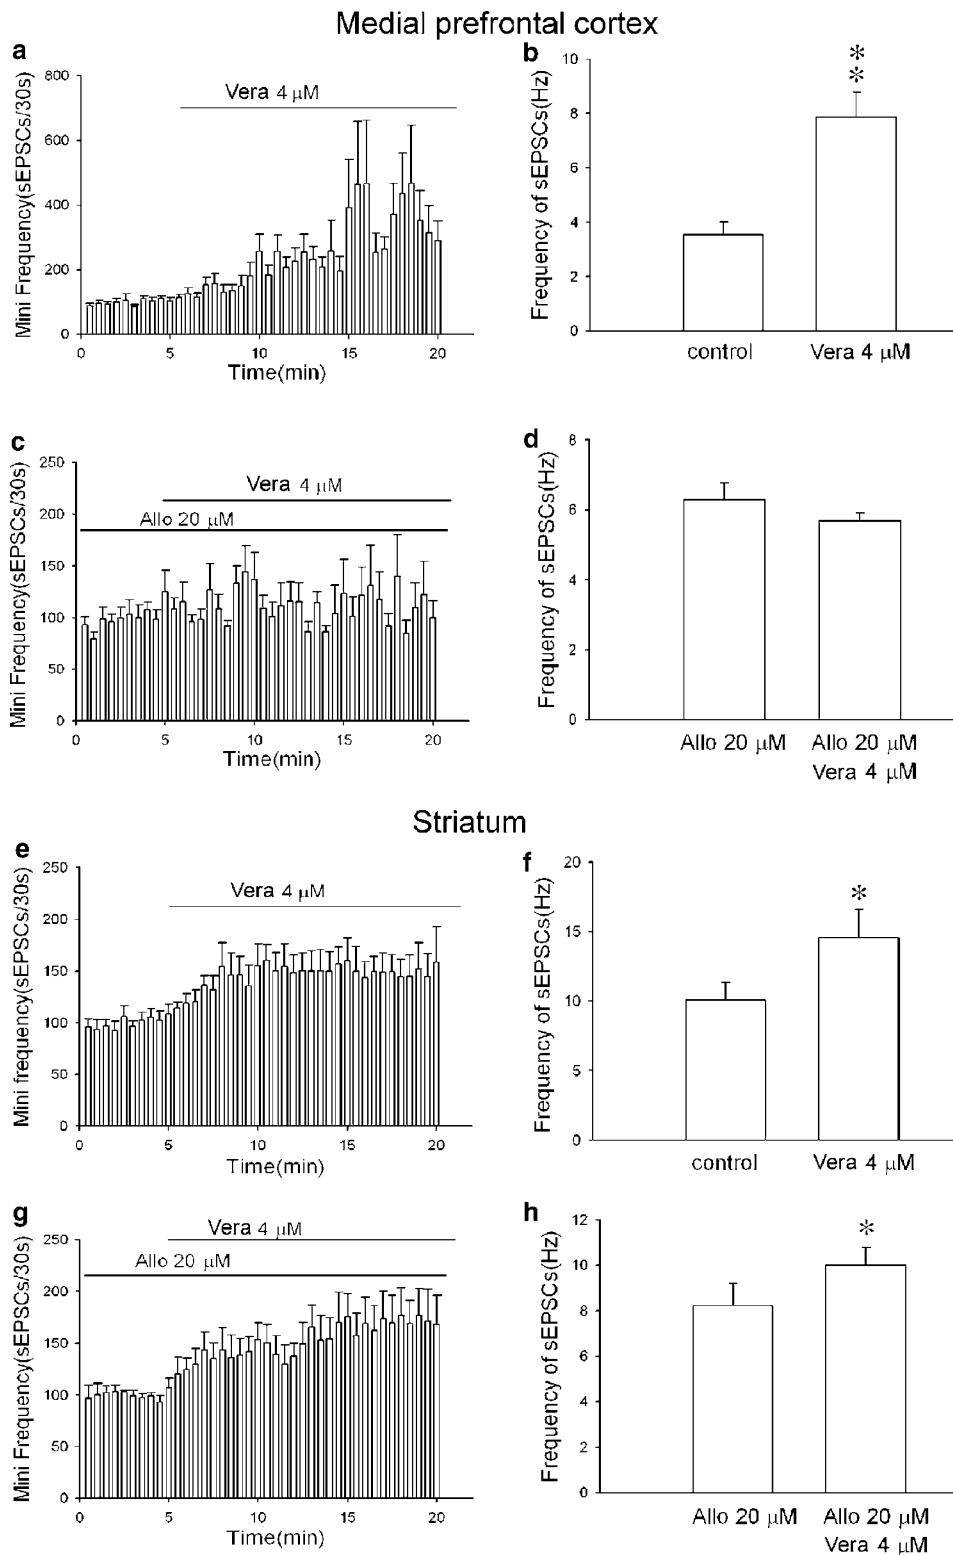 Medial prefrontal cortex
a
Mini Frequency(sEPSCs/30s)
800
600
400
200
0
Vera 4 μM
0 5 10 15 20
Time(min)
b
Frequency of sEPSCs(Hz)
10
8
6
4
2
0
*
*
control Vera 4 μM
c
Mini Frequency(sEPSCs/30s)
250
200
150
100
50
0
Vera 4 μM
Allo 20 μM
0 5 10 15 20
Time(min)
d
Frequency of sEPSCs(Hz)
8
6
4
2
0
Allo 20 μM Allo 20 μM
Vera 4 μM
Striatum
e
Mini frequency(sEPSCs/30s)
250
200
150
100
50
0
Vera 4 μM
0 5 10 15 20
Time(min)
f
Frequency of sEPSCs(Hz)
20
15
10
5
0
*
control Vera 4 μM
g
Mini Frequency(sEPSCs/30s)
250
200
150
100
50
0
Vera 4 μM
Allo 20 μM
0 5 10 15 20
Time(min)
h
Frequency of sEPSCs(Hz)
12
10
8
6
4
2
0
*
Allo 20 μM Allo 20 μM
Vera 4 μM